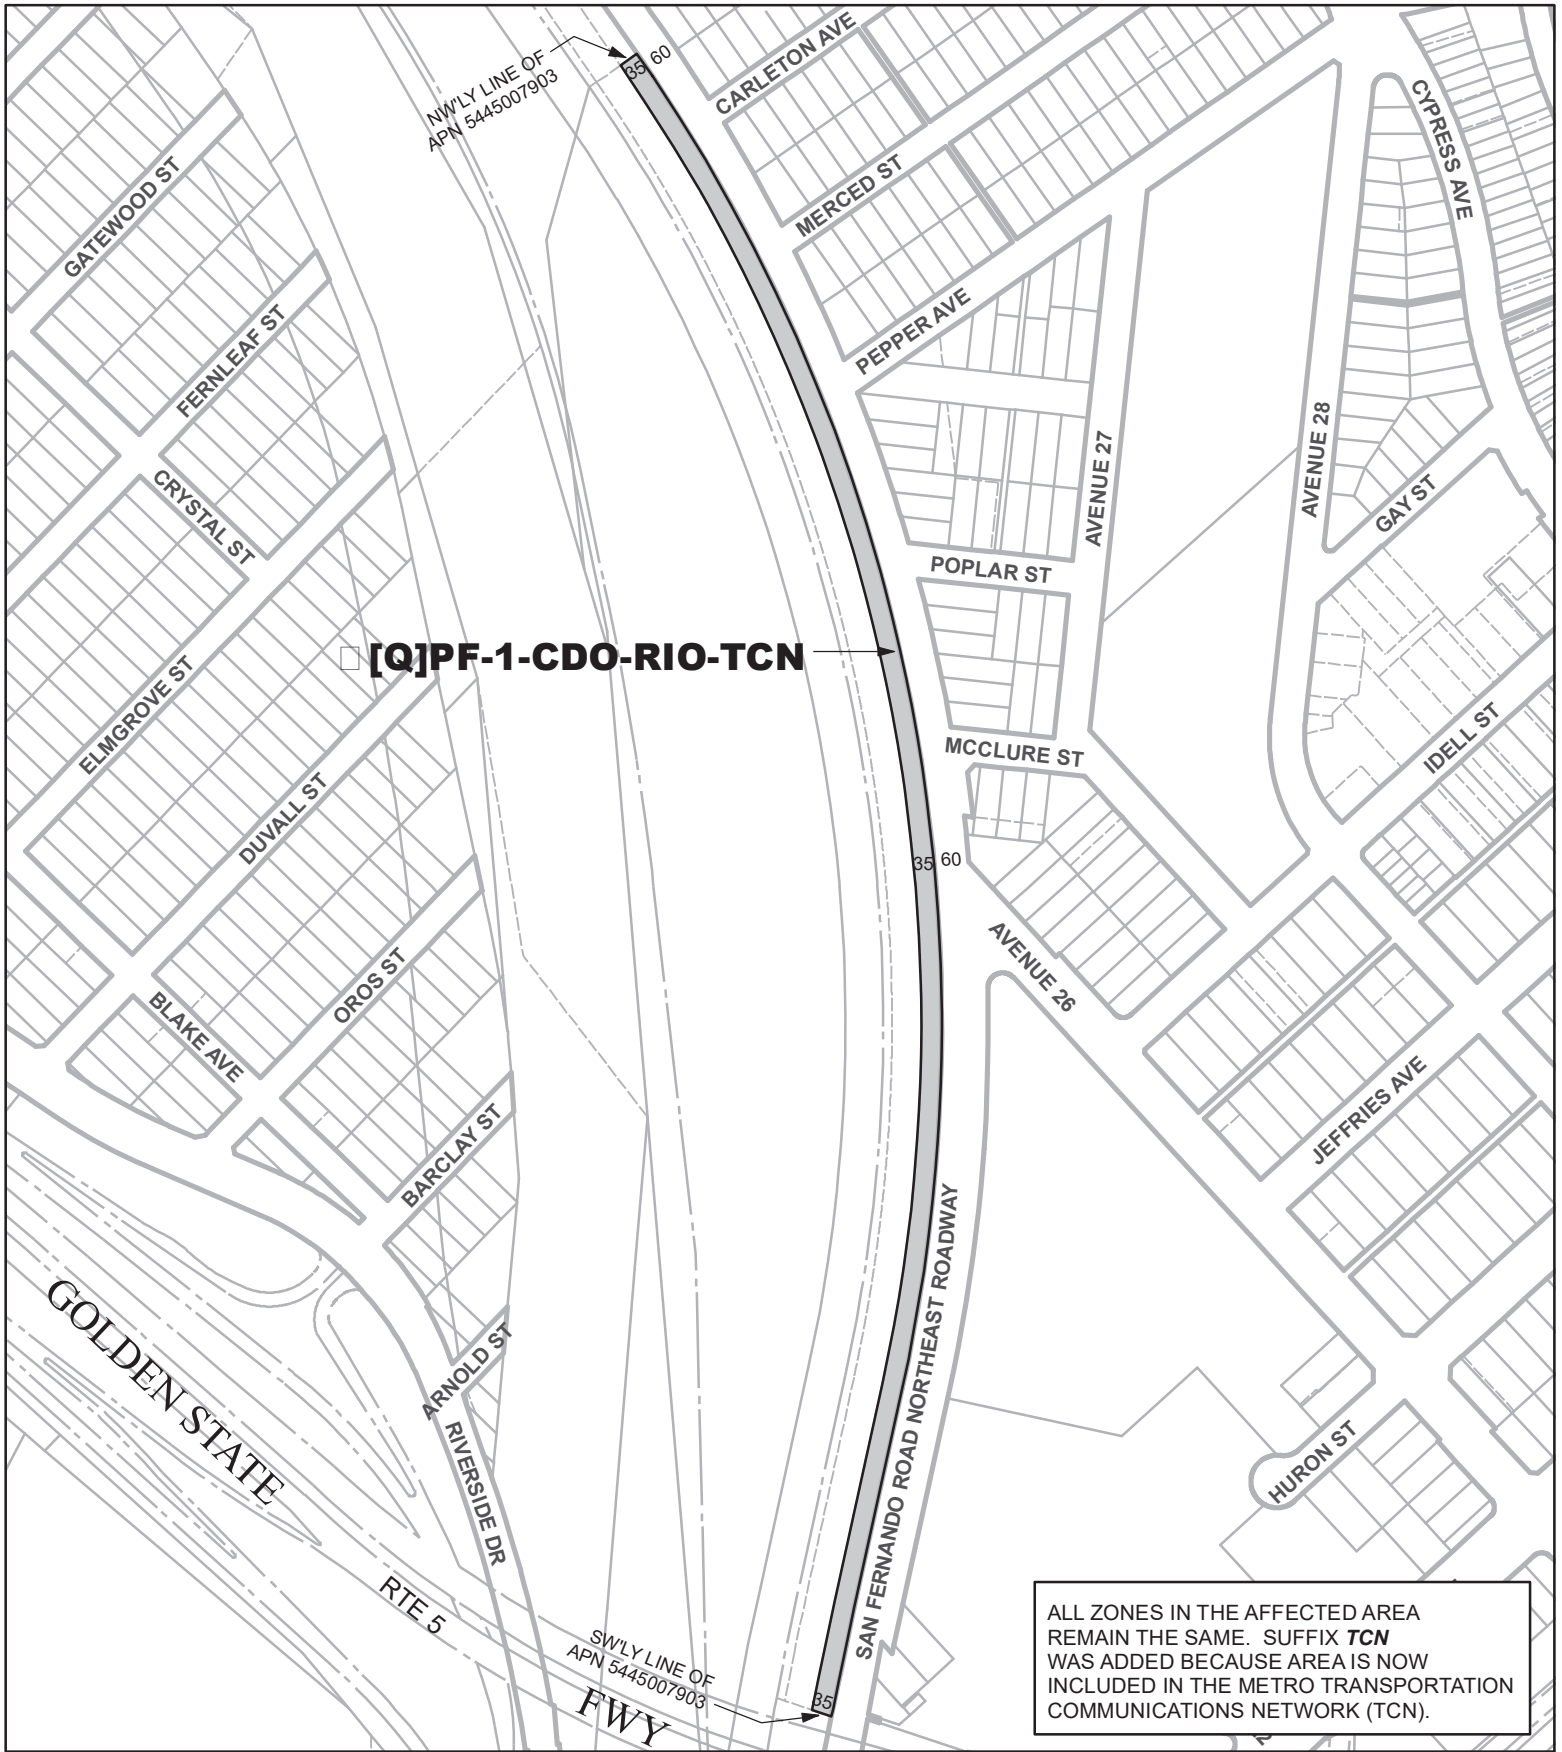 NW'LY LINE OF
APN 5445007903
35
60
CARLETON AVE
CYPRESS AVE
MERCED ST
GATEWOOD ST
PEPPER AVE
FERNLEAF ST
AVENUE 27
AVENUE 28
GAY ST
CRYSTAL ST
POPLAR ST
[Q]PF-1-CDO-RIO-TCN
ELMGROVE ST
IDELL ST
MCCLURE ST
DUVALL ST
35
60
AVENUE 26
OROS ST
BLAKE AVE
JEFFRIES AVE
BARCLAY ST
SAN FERNANDO ROAD NORTHEAST ROADWAY
GOLDEN STATE
ARNOLD ST
RIVERSIDE DR
HURON ST
RTE 5
SW'LY LINE OF
APN 5445007903
35
FWY
ALL ZONES IN THE AFFECTED AREA
REMAIN THE SAME. SUFFIX TCN
WAS ADDED BECAUSE AREA IS NOW
INCLUDED IN THE METRO TRANSPORTATION
COMMUNICATIONS NETWORK (TCN).